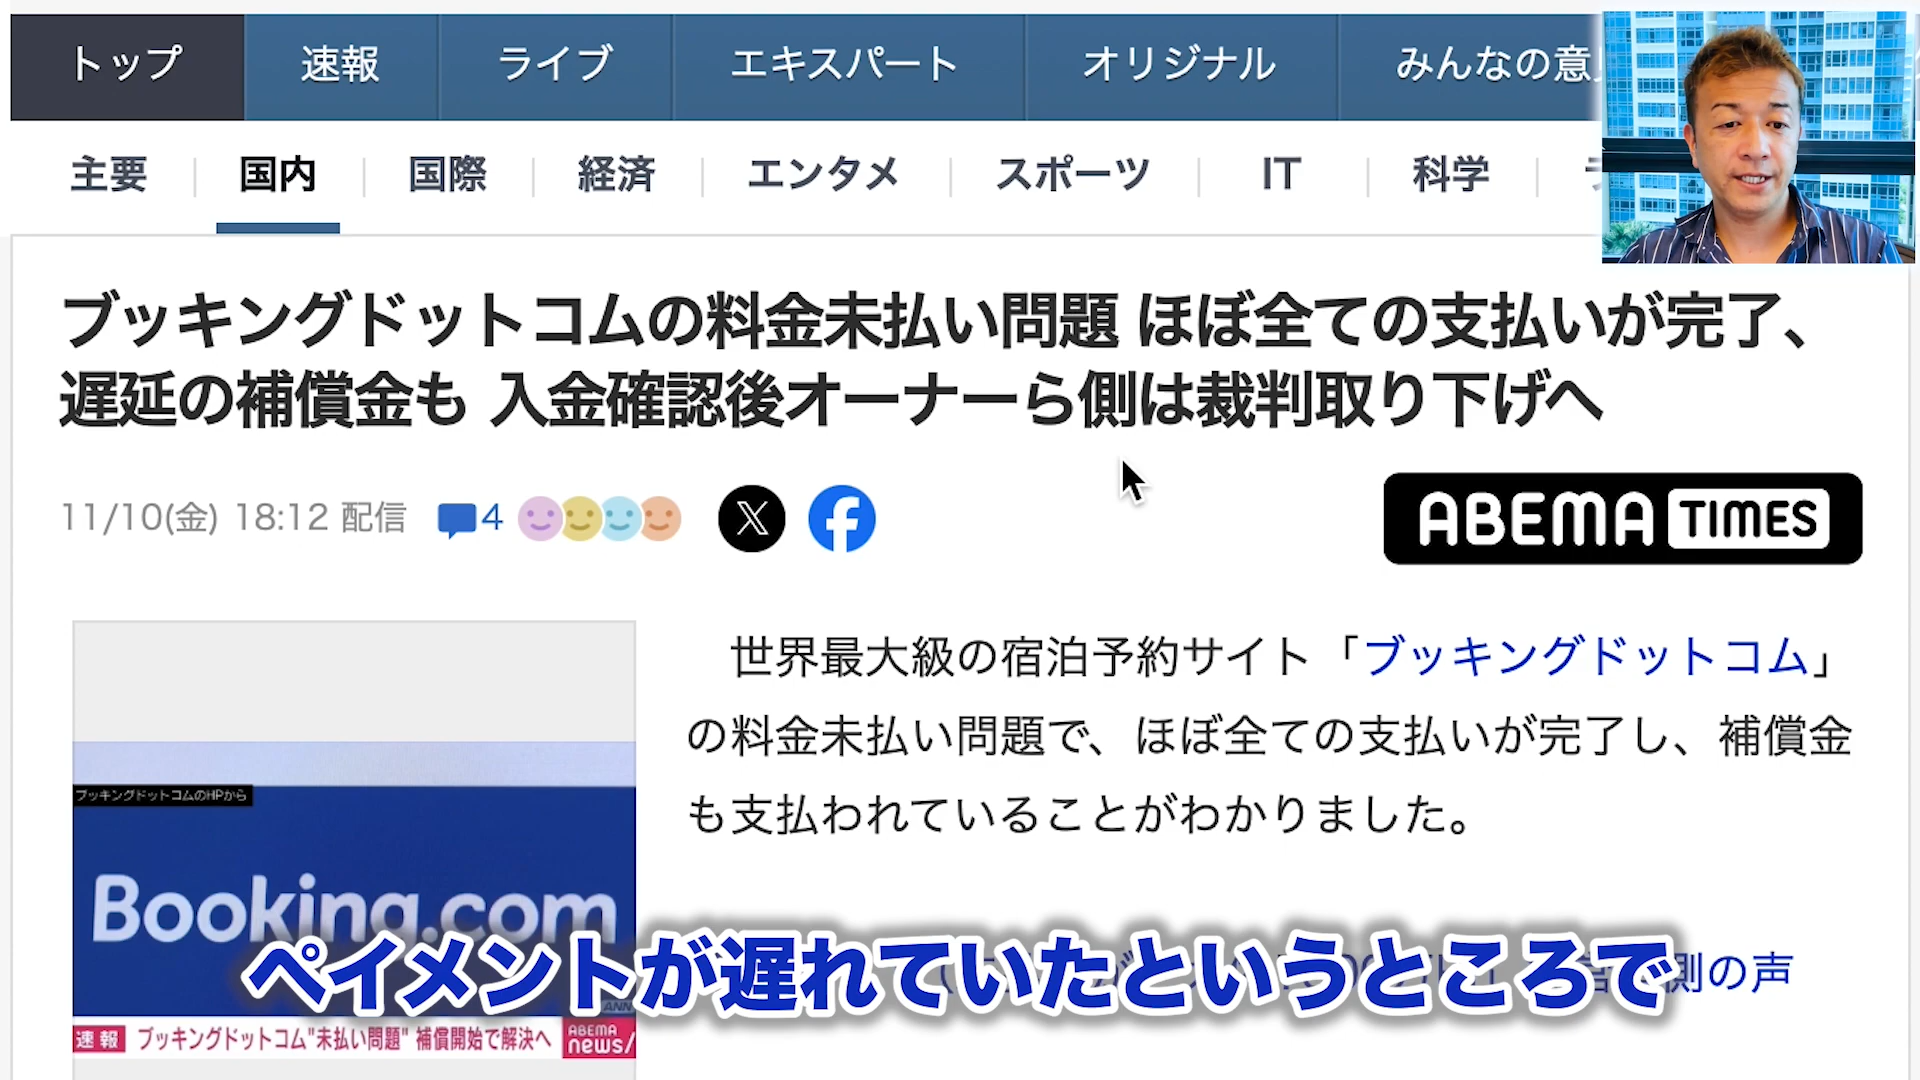 トップ 速報 ライブ エキスパート オリジナル みんなの意
主要 国内 国際 経済 エンタメ スポーツ IT 科学
ブッキングドットコムの料金未払い問題 ほぼ全ての支払いが完了、
遅延の補償金も 入金確認後オーナーら側は裁判取り下げへ
11/10(金) 18:12 配信 4
ABEMA TIMES
世界最大級の宿泊予約サイト「ブッキングドットコム」
の料金未払い問題で、ほぼ全ての支払いが完了し、補償金
も支払われていることがわかりました。
ブッキングドットコムのHPから
Booking.com
側の声
ペイメントが遅れていたというところで
ANN
速報 ブッキングドットコム"未払い問題" 補償開始で解決へ ABEMA news/